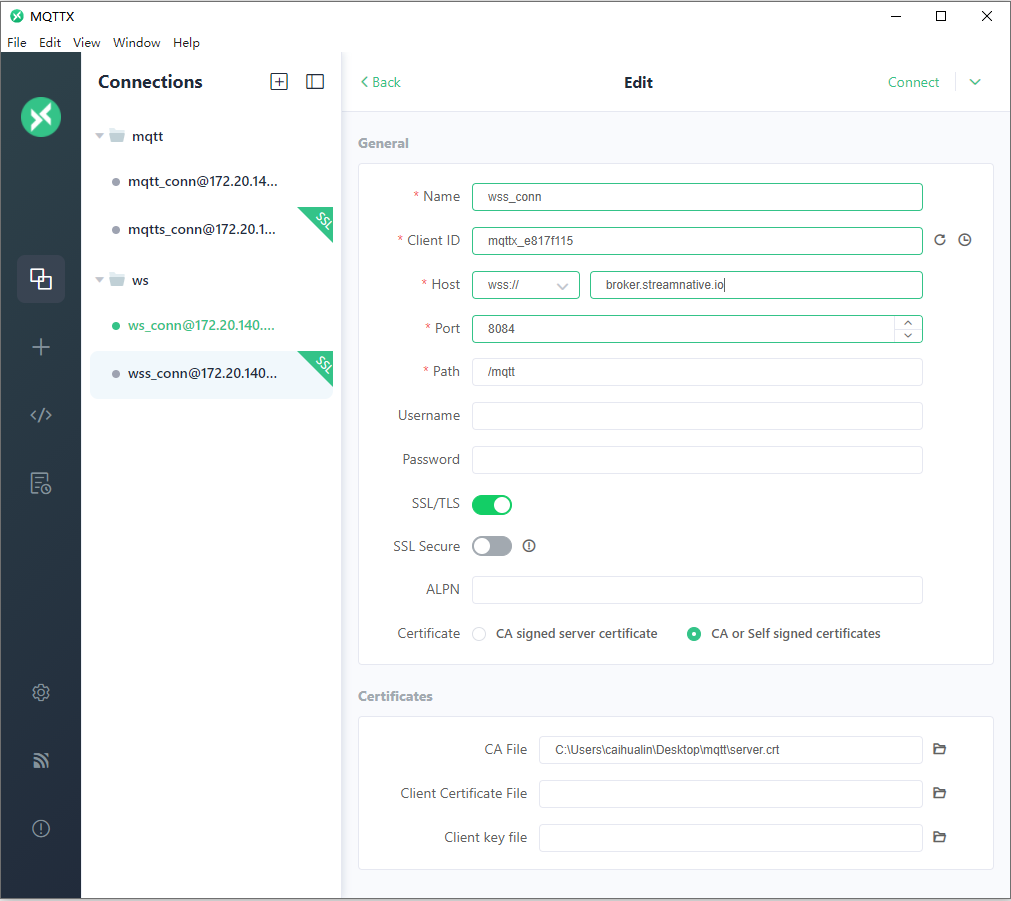 MQTTX
File Edit View Window Help
Connections
mqtt
mqtt_conn@172.20.14...
mqtts_conn@172.20.1...
SSL
ws
ws_conn@172.20.140....
wss_conn@172.20.140...
SSL
Back
Edit
Connect
General
* Name wss_conn
* Client ID mqttx_e817f115
* Host wss:// broker.streamnative.io
* Port 8084
* Path /mqtt
Username
Password
SSL/TLS
SSL Secure
ALPN
Certificate CA signed server certificate CA or Self signed certificates
Certificates
CA File C:\Users\caihualin\Desktop\mqtt\server.crt
Client Certificate File
Client key file